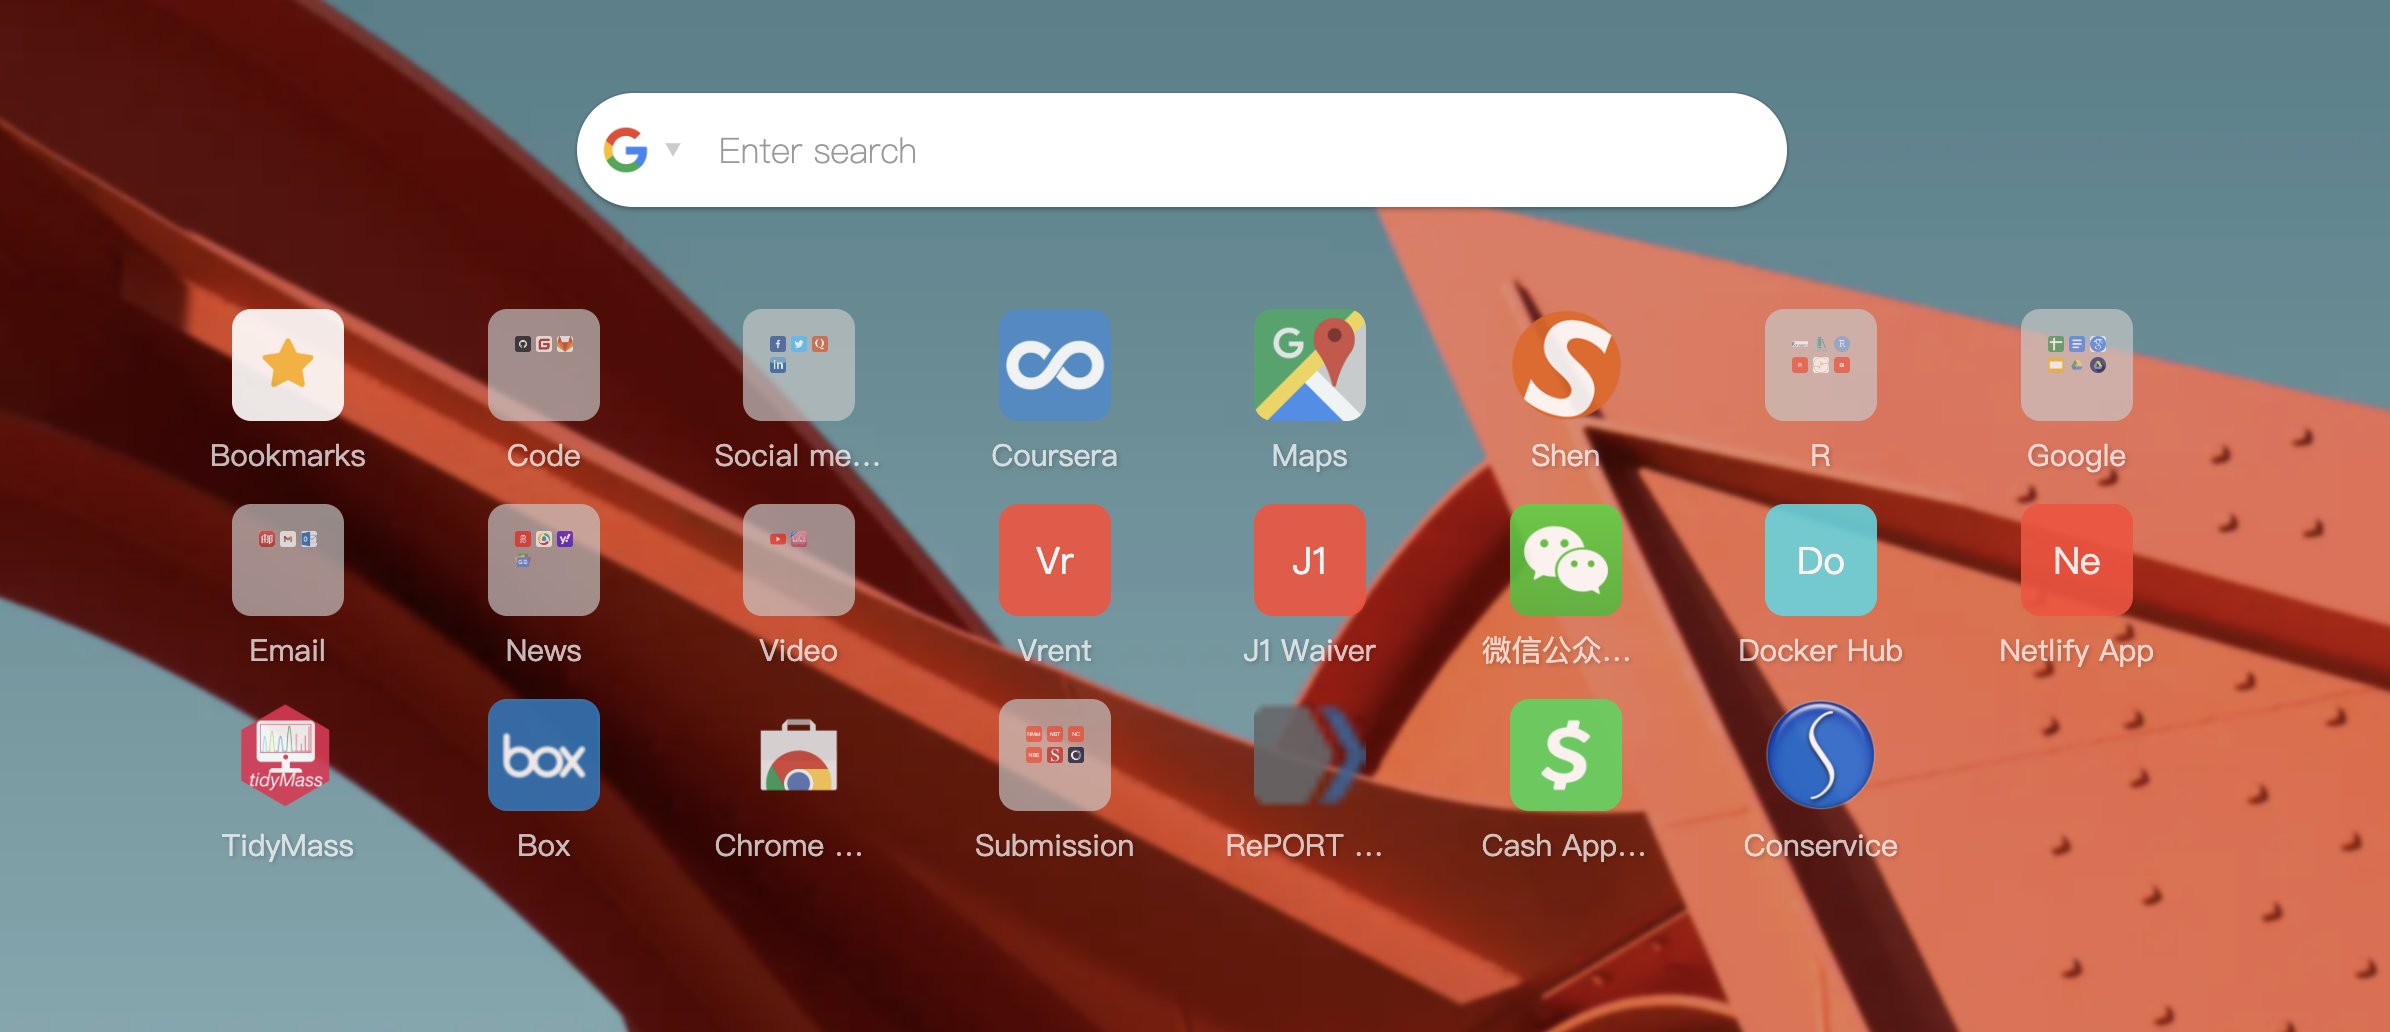 Enter search
Bookmarks
Code
Social me...
Coursera
Maps
Shen
R
Google
Email
News
Video
Vr
Vrent
J1
J1 Waiver
微信公众...
Do
Docker Hub
Ne
Netlify App
tidyMass
TidyMass
box
Box
Chrome ...
Submission
RePORT ...
Cash App...
Conservice